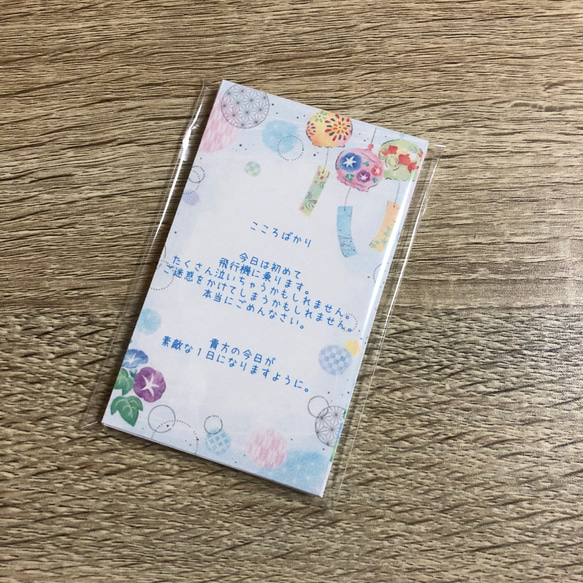 こころばかり
今日は初めて
飛行機に乗ります。
たくさん泣いちゃうかもしれません。
ご迷惑をかけてしまうかもしれません。
本当にごめんなさい。
貴方の今日が
素敵な1日になりますように。